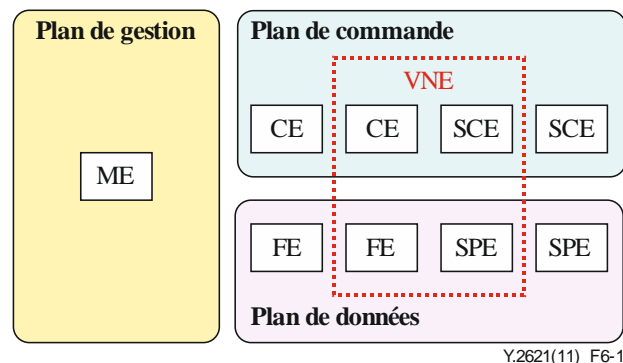 Plan de gestion
ME
Plan de commande
VNE
CE CE SCE SCE
FE FE SPE SPE
Plan de données
Y.2621(11)_F6-1